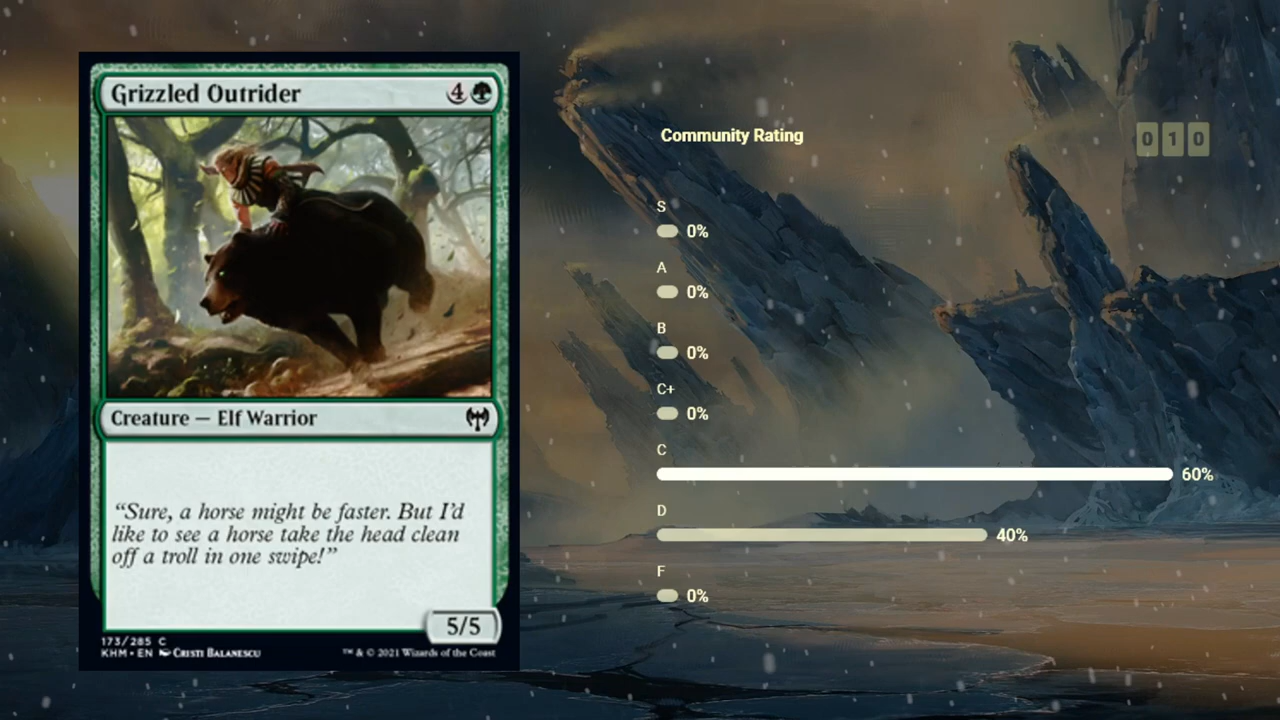 Grizzled Outrider 4
Creature — Elf Warrior
“Sure, a horse might be faster. But I’d
like to see a horse take the head clean
off a troll in one swipe!”
5/5
173/285 C
KHM • EN Cristi Balanescu
™ & © 2021 Wizards of the Coast
Community Rating
0 1 0
S
0%
A
0%
B
0%
C+
0%
C
60%
D
40%
F
0%